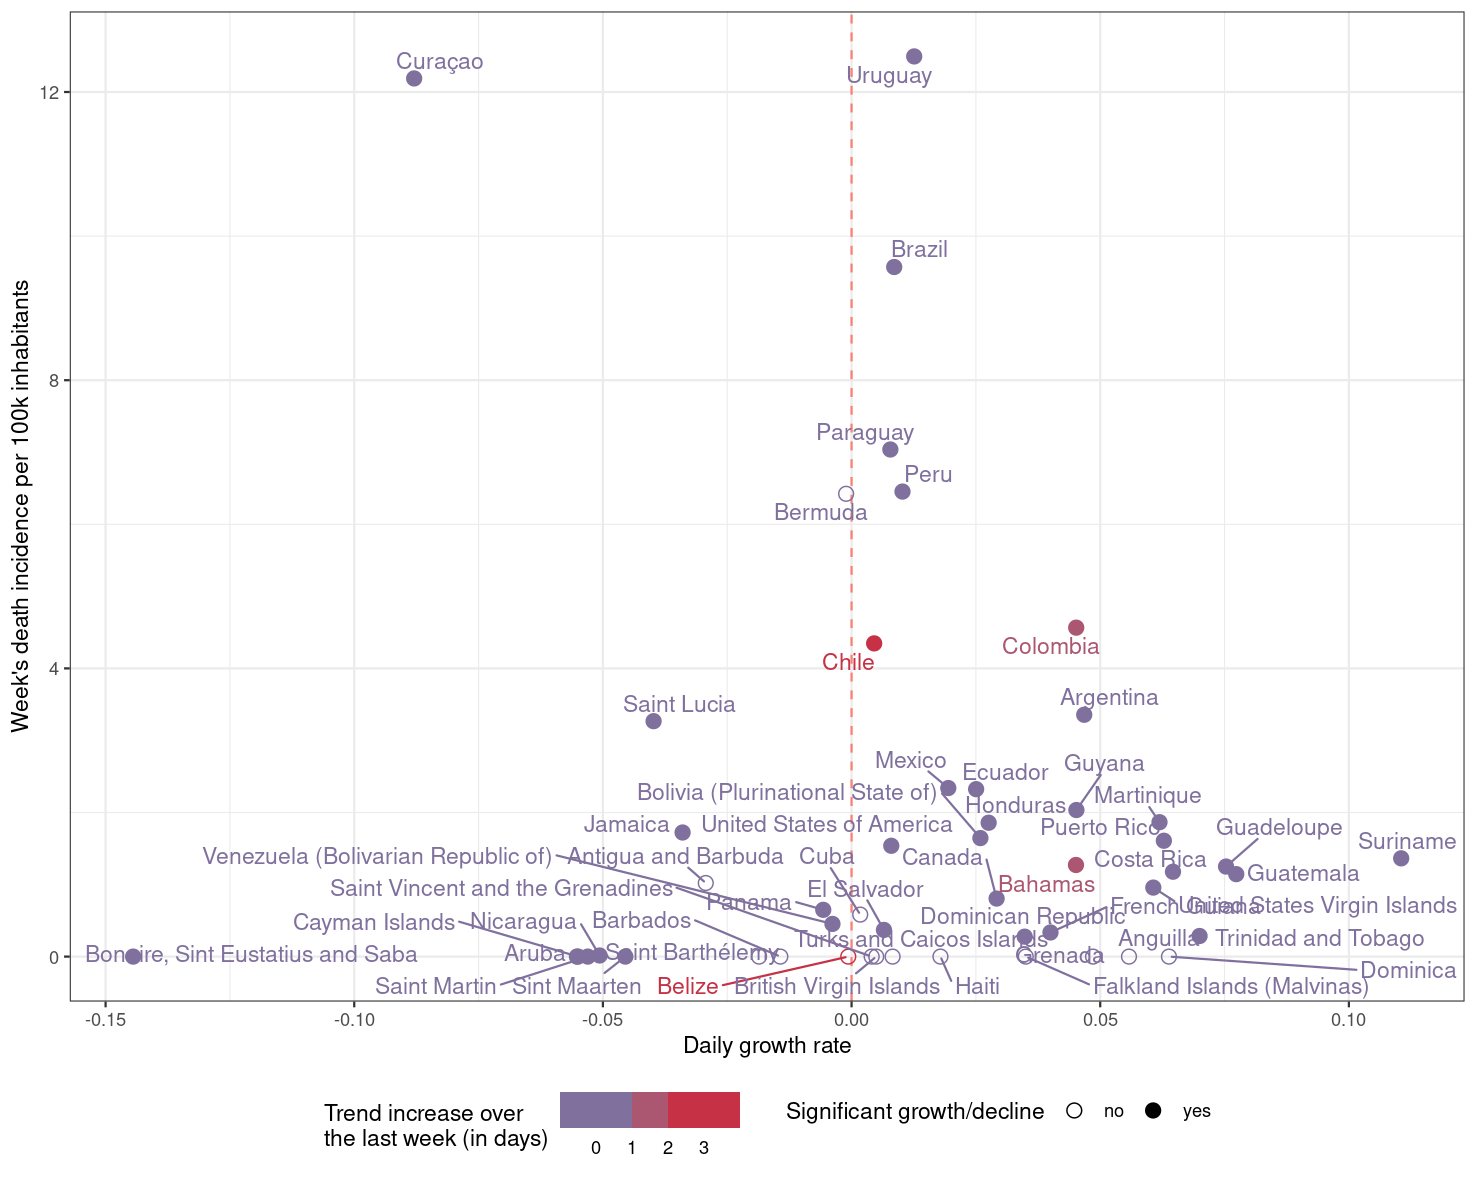 Curaçao
Uruguay
12
Brazil
8
Paraguay
Peru
Bermuda
Colombia
Chile
4
Argentina
Saint Lucia
Mexico
Guyana
Ecuador
Bolivia (Plurinational State of)
Martinique
Honduras
Jamaica
United States of America
Puerto Rico
Guadeloupe
Suriname
Venezuela (Bolivarian Republic of)
Antigua and Barbuda
Cuba
Canada
Costa Rica
Guatemala
Saint Vincent and the Grenadines
El Salvador
Bahamas
Panama
French Guiana
United States Virgin Islands
Cayman Islands
Nicaragua
Barbados
Dominican Republic
Turks and Caicos Islands
Anguilla
Trinidad and Tobago
0
Bonaire, Sint Eustatius and Saba
Aruba
Saint Barthélemy
Grenada
Dominica
Saint Martin
Sint Maarten
Belize
British Virgin Islands
Haiti
Falkland Islands (Malvinas)
-0.15
-0.10
-0.05
0.00
0.05
0.10
Week's death incidence per 100k inhabitants
Daily growth rate
Trend increase over
the last week (in days)
0
1
2
3
Significant growth/decline
no
yes